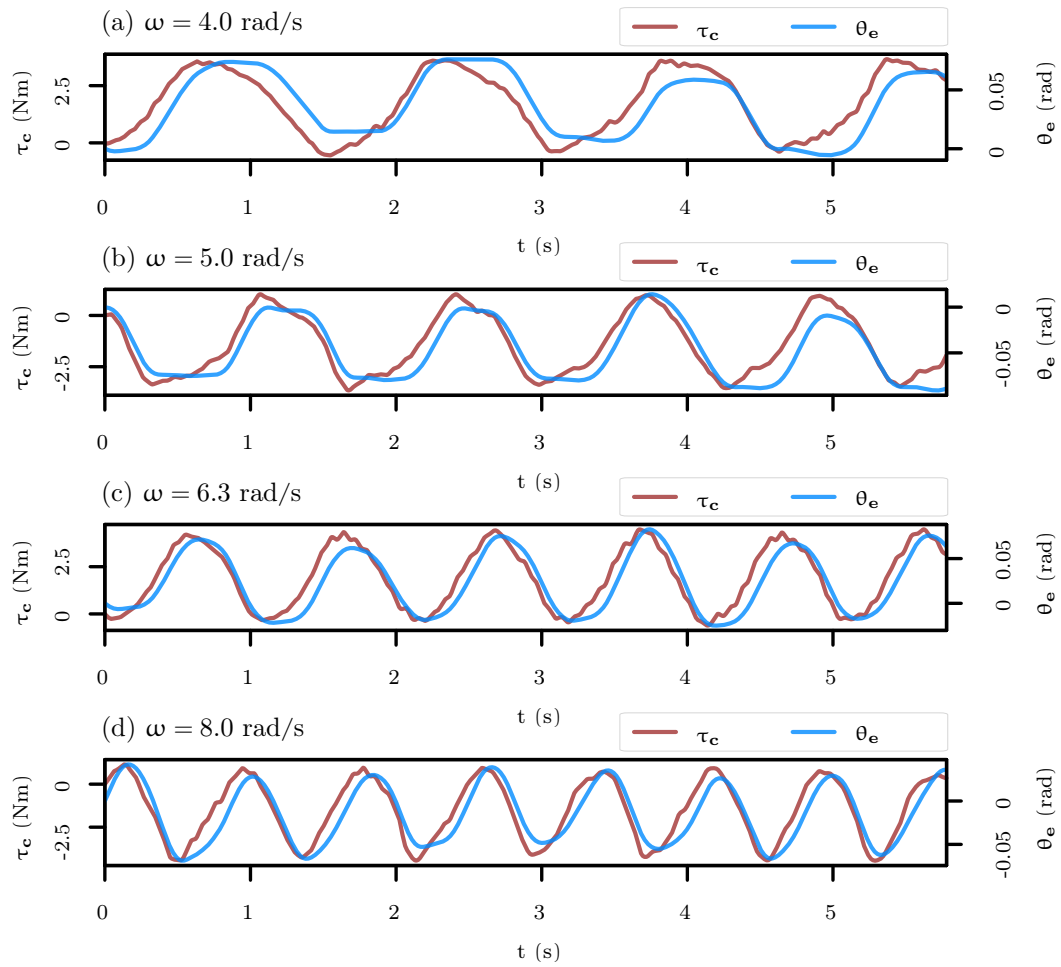 (a) ω = 4.0 rad/s
τc θe
τc (Nm)
2.5
0
0.05
0
θe (rad)
0 1 2 3 4 5
t (s)
(b) ω = 5.0 rad/s
τc θe
τc (Nm)
0
-2.5
0
-0.05
θe (rad)
0 1 2 3 4 5
t (s)
(c) ω = 6.3 rad/s
τc θe
τc (Nm)
2.5
0
0.05
0
θe (rad)
0 1 2 3 4 5
t (s)
(d) ω = 8.0 rad/s
τc θe
τc (Nm)
0
-2.5
0
-0.05
θe (rad)
0 1 2 3 4 5
t (s)